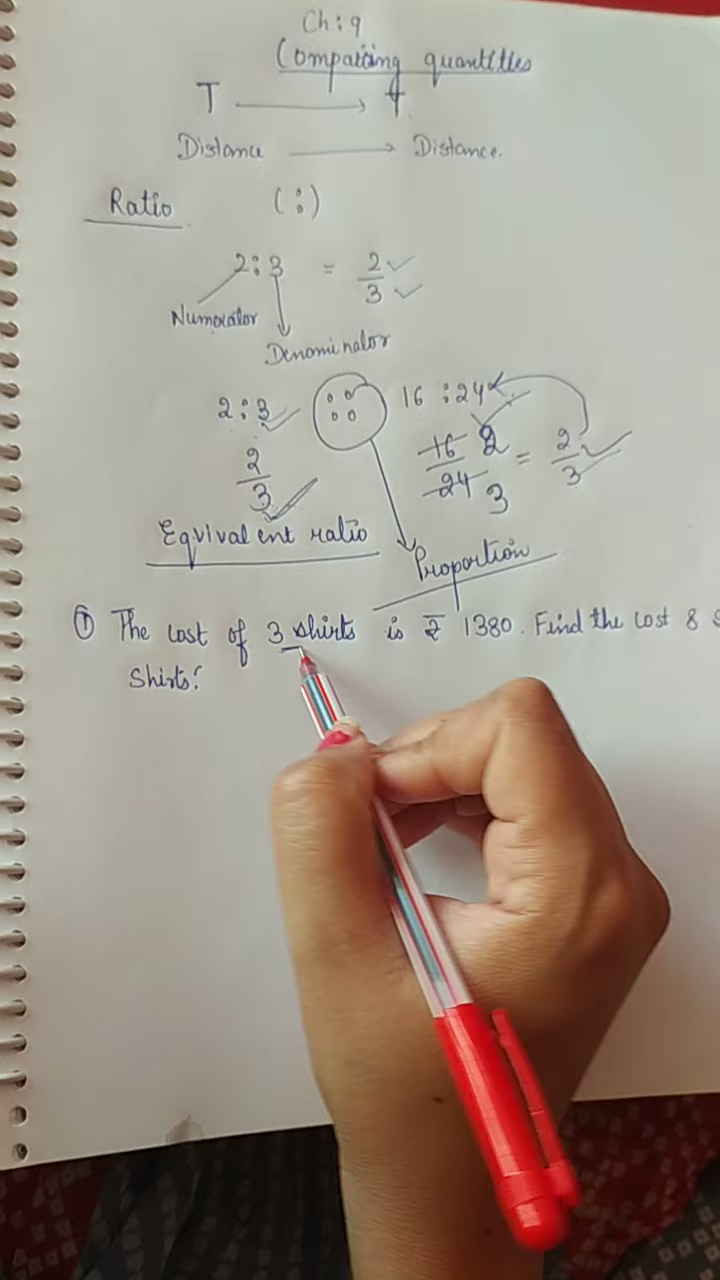 Ch: 9
Comparing quantities
T → T
Distance → Distance.
Ratio (:)
2:3 = 2/3
Numerator
Denominator
2:3 :: 16:24
2/3
16/24 2/3 = 2/3
Equivalent ratio
Proportion
① The cost of 3 shirts is ₹ 1380. Find the cost 8 S
Shirts?